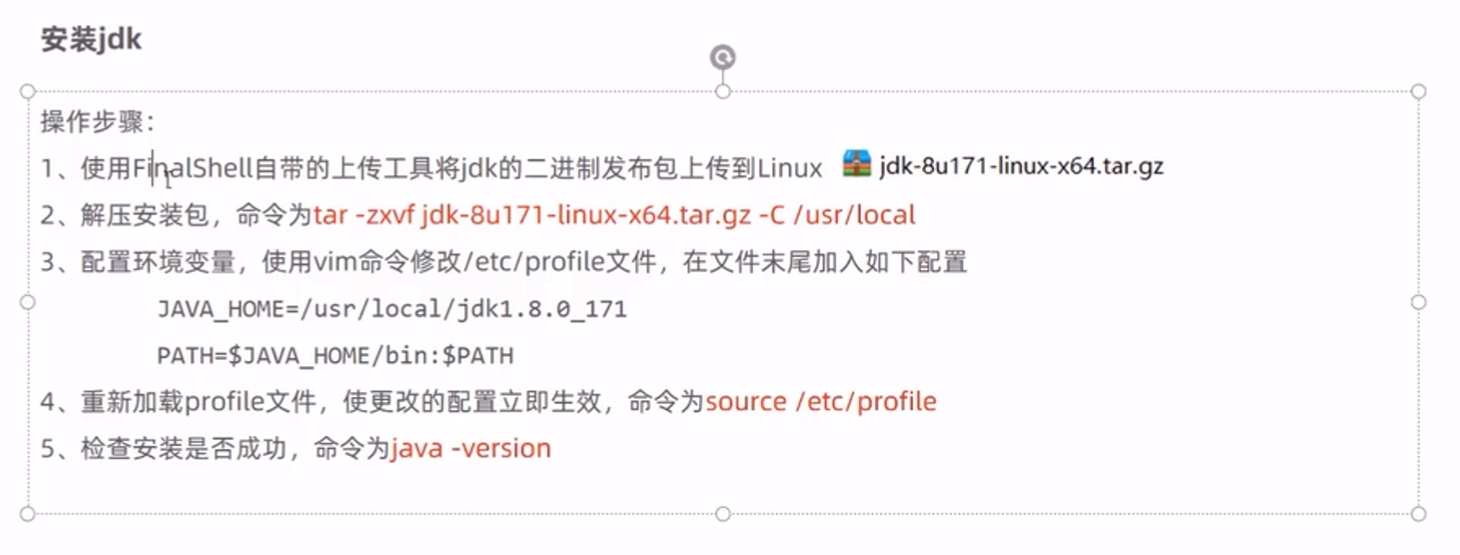 安装jdk
操作步骤：
1、使用FinalShell自带的上传工具将jdk的二进制发布包上传到Linux jdk-8u171-linux-x64.tar.gz
2、解压安装包，命令为tar -zxvf jdk-8u171-linux-x64.tar.gz -C /usr/local
3、配置环境变量，使用vim命令修改/etc/profile文件，在文件末尾加入如下配置
JAVA_HOME=/usr/local/jdk1.8.0_171
PATH=$JAVA_HOME/bin:$PATH
4、重新加载profile文件，使更改的配置立即生效，命令为source /etc/profile
5、检查安装是否成功，命令为java -version